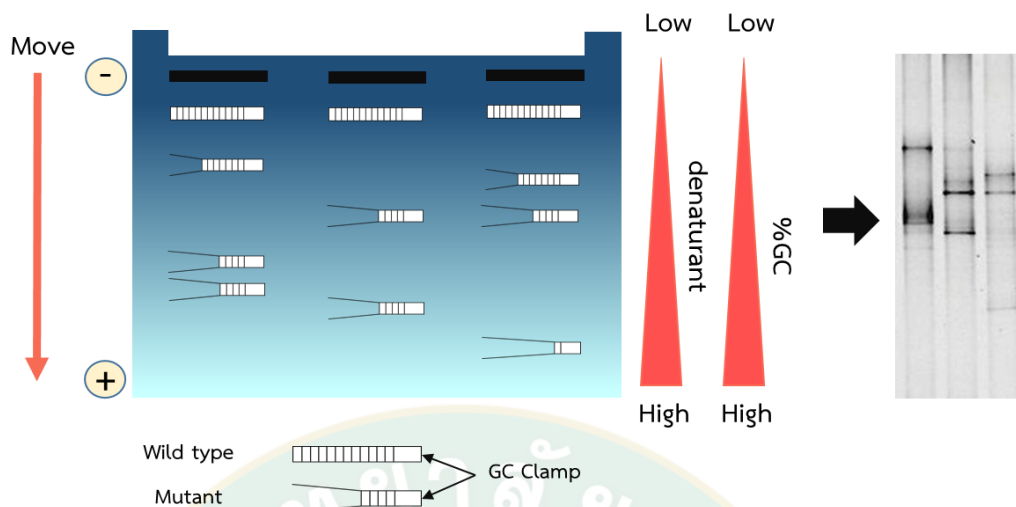 Move
-
+
Low
Low
denaturant
%GC
High
High
Wild type
GC Clamp
Mutant